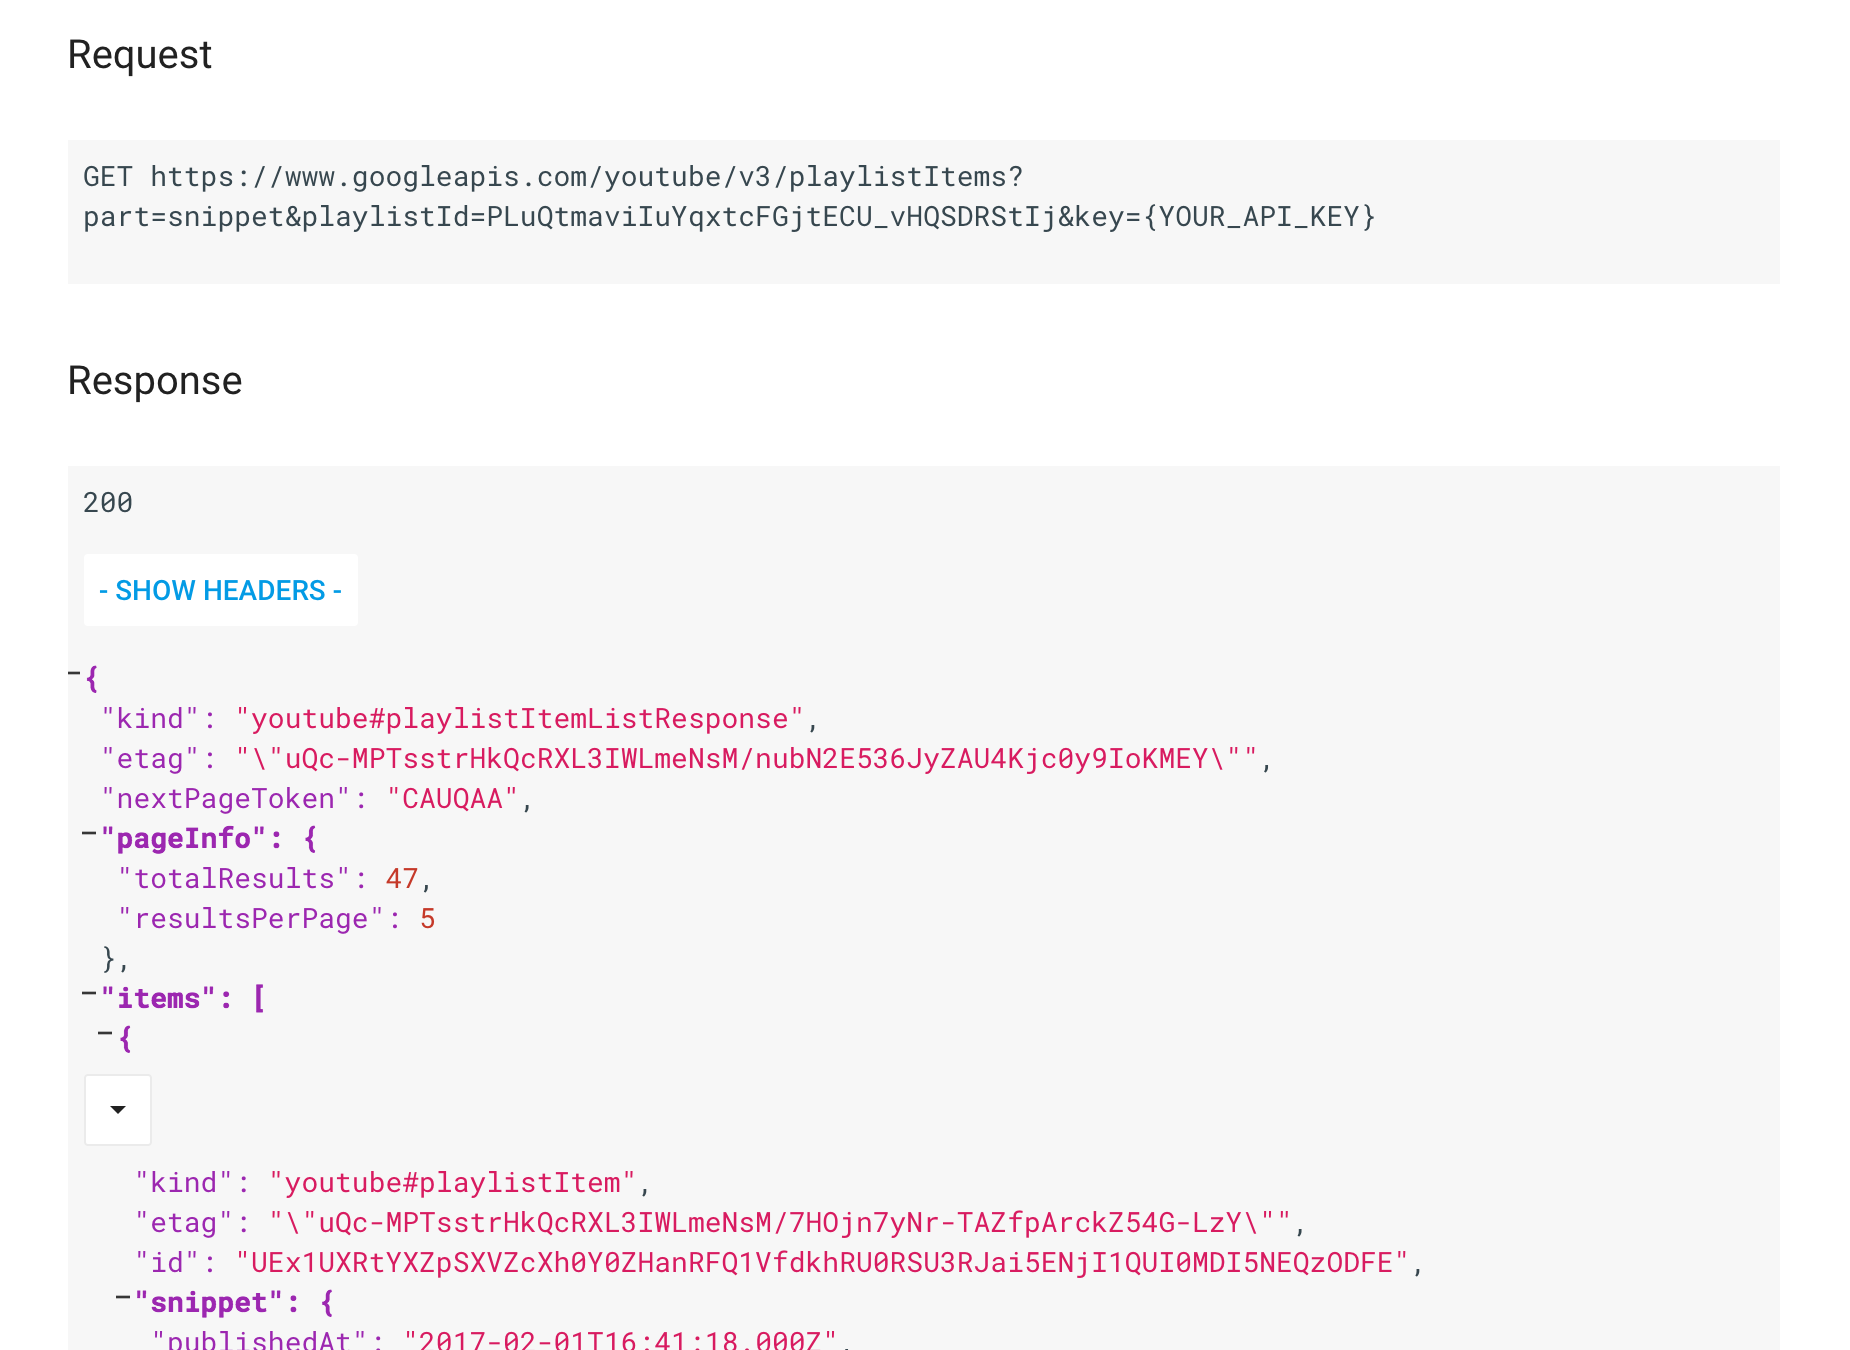 Request
GET https://www.googleapis.com/youtube/v3/playlistItems?
part=snippet&playlistId=PLuQtmaviIuYqxtcFGjtECU_vHQSDRStIj&key={YOUR_API_KEY}
Response
200
- SHOW HEADERS -
-{
"kind": "youtube#playlistItemListResponse",
"etag": "\"uQc-MPTsstrHkQcRXL3IWLmeNsM/nubN2E536JyZAU4Kjc0y9IoKMEY\"",
"nextPageToken": "CAUQAA",
-"pageInfo": {
"totalResults": 47,
"resultsPerPage": 5
},
-"items": [
-{
"kind": "youtube#playlistItem",
"etag": "\"uQc-MPTsstrHkQcRXL3IWLmeNsM/7HOjn7yNr-TAZfpArckZ54G-LzY\"",
"id": "UEx1UXRtYXZpSXVZcXh0Y0ZHanRFQ1VfdkhRU0RSU3RJai5ENjI1QUI0MDI5NEQzODFE",
-"snippet": {
"publishedAt": "2017-02-01T16:41:18.000Z",